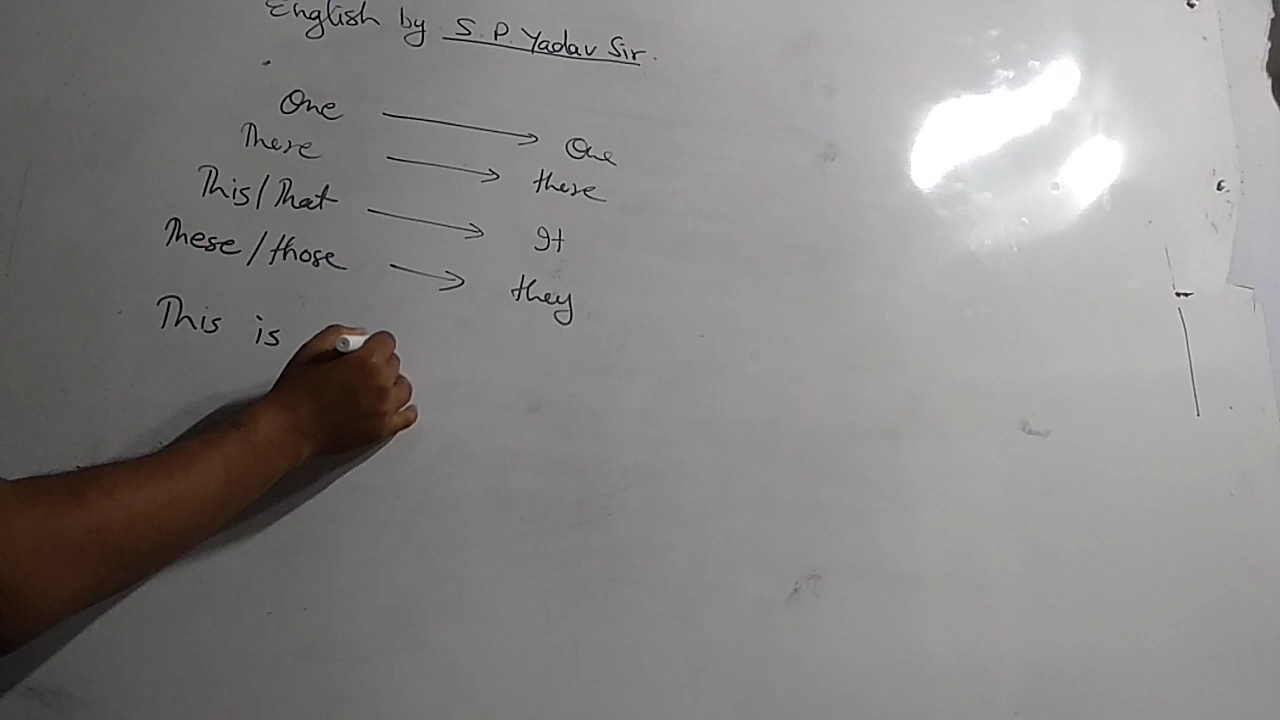 English by S. P. Yadav Sir.
One → One
There → there
This/That → It
These/those → they
This is